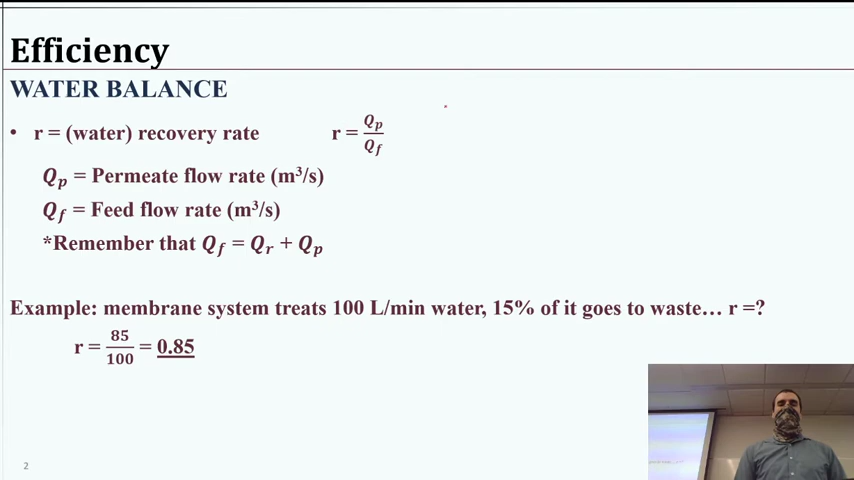 Efficiency
WATER BALANCE
• r = (water) recovery rate r = Qp/Qf
Qp = Permeate flow rate (m³/s)
Qf = Feed flow rate (m³/s)
*Remember that Qf = Qr + Qp
Example: membrane system treats 100 L/min water, 15% of it goes to waste… r =?
r = 85/100 = 0.85
2